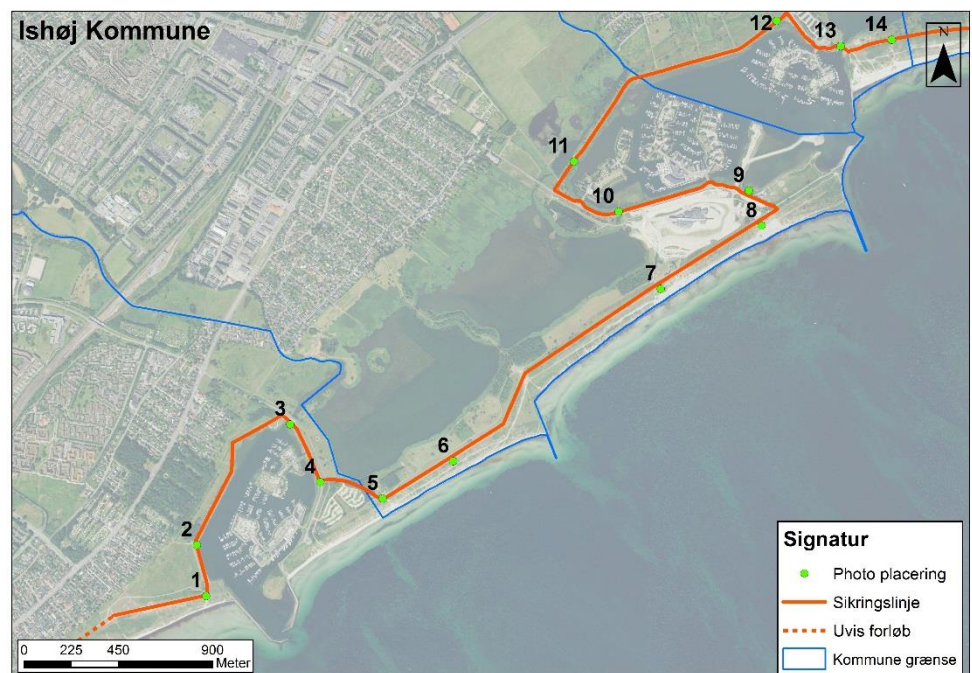 Ishøj Kommune
12
13
14
N
11
10
9
8
7
3
6
4
5
2
1
Signatur
Photo placering
Sikringslinje
Uvis forløb
Kommune grænse
0 225 450 900
Meter